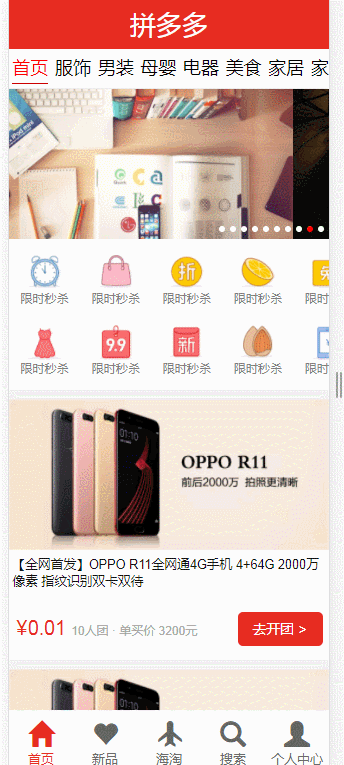 拼多多
首页 服饰 男装 母婴 电器 美食 家居 家
折
限时秒杀 限时秒杀 限时秒杀 限时秒杀
9.9 新
限时秒杀 限时秒杀 限时秒杀 限时秒杀
OPPO R11
前后2000万 拍照更清晰
【全网首发】OPPO R11全网通4G手机 4+64G 2000万
像素 指纹识别双卡双待
¥0.01 10人团 · 单买价 3200元 去开团 >
首页 新品 海淘 搜索 个人中心